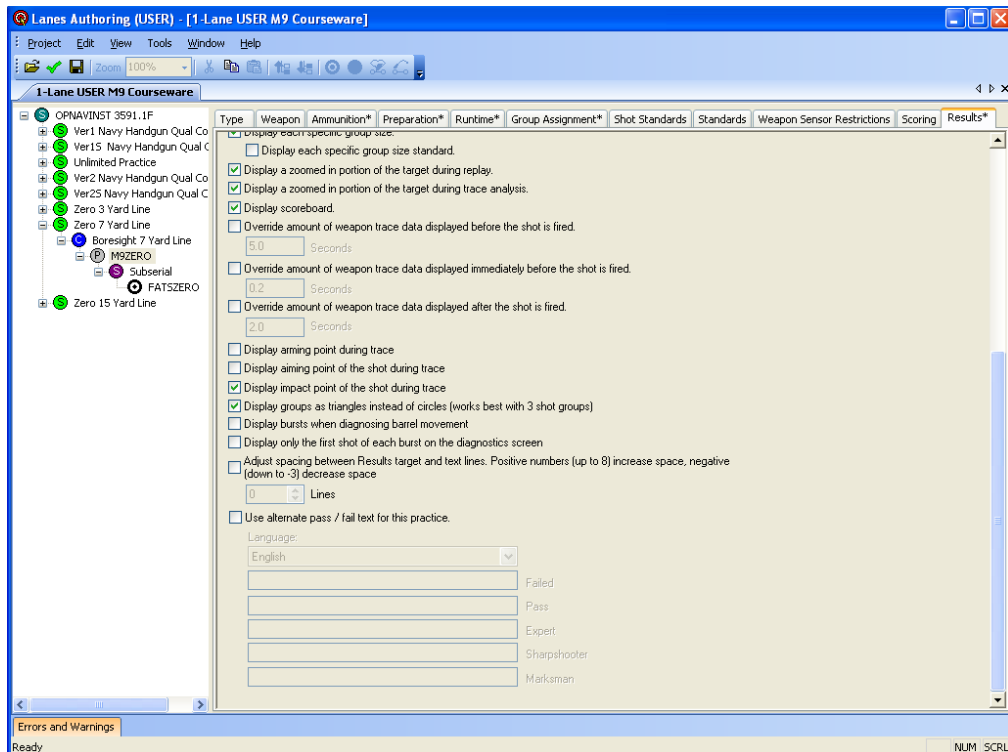 Lanes Authoring (USER) - [1-Lane USER M9 Courseware]
Project Edit View Tools Window Help
Zoom 100%
1-Lane USER M9 Courseware
OPNAVINST 3591.1F
Ver1 Navy Handgun Qual Co
Ver1S Navy Handgun Qual C
Unlimited Practice
Ver2 Navy Handgun Qual Co
Ver2S Navy Handgun Qual C
Zero 3 Yard Line
Zero 7 Yard Line
Boresight 7 Yard Line
M9ZERO
Subserial
FATSZERO
Zero 15 Yard Line
Type Weapon Ammunition* Preparation* Runtime* Group Assignment* Shot Standards Standards Weapon Sensor Restrictions Scoring Results*
Display each specific group size.
Display each specific group size standard.
Display a zoomed in portion of the target during replay.
Display a zoomed in portion of the target during trace analysis.
Display scoreboard.
Override amount of weapon trace data displayed before the shot is fired.
5.0 Seconds
Override amount of weapon trace data displayed immediately before the shot is fired.
0.2 Seconds
Override amount of weapon trace data displayed after the shot is fired.
2.0 Seconds
Display arming point during trace
Display aiming point of the shot during trace
Display impact point of the shot during trace
Display groups as triangles instead of circles (works best with 3 shot groups)
Display bursts when diagnosing barrel movement
Display only the first shot of each burst on the diagnostics screen
Adjust spacing between Results target and text lines. Positive numbers (up to 8) increase space, negative
(down to -3) decrease space
0 Lines
Use alternate pass / fail text for this practice.
Language:
English
Failed
Pass
Expert
Sharpshooter
Marksman
Errors and Warnings
Ready NUM SCRL